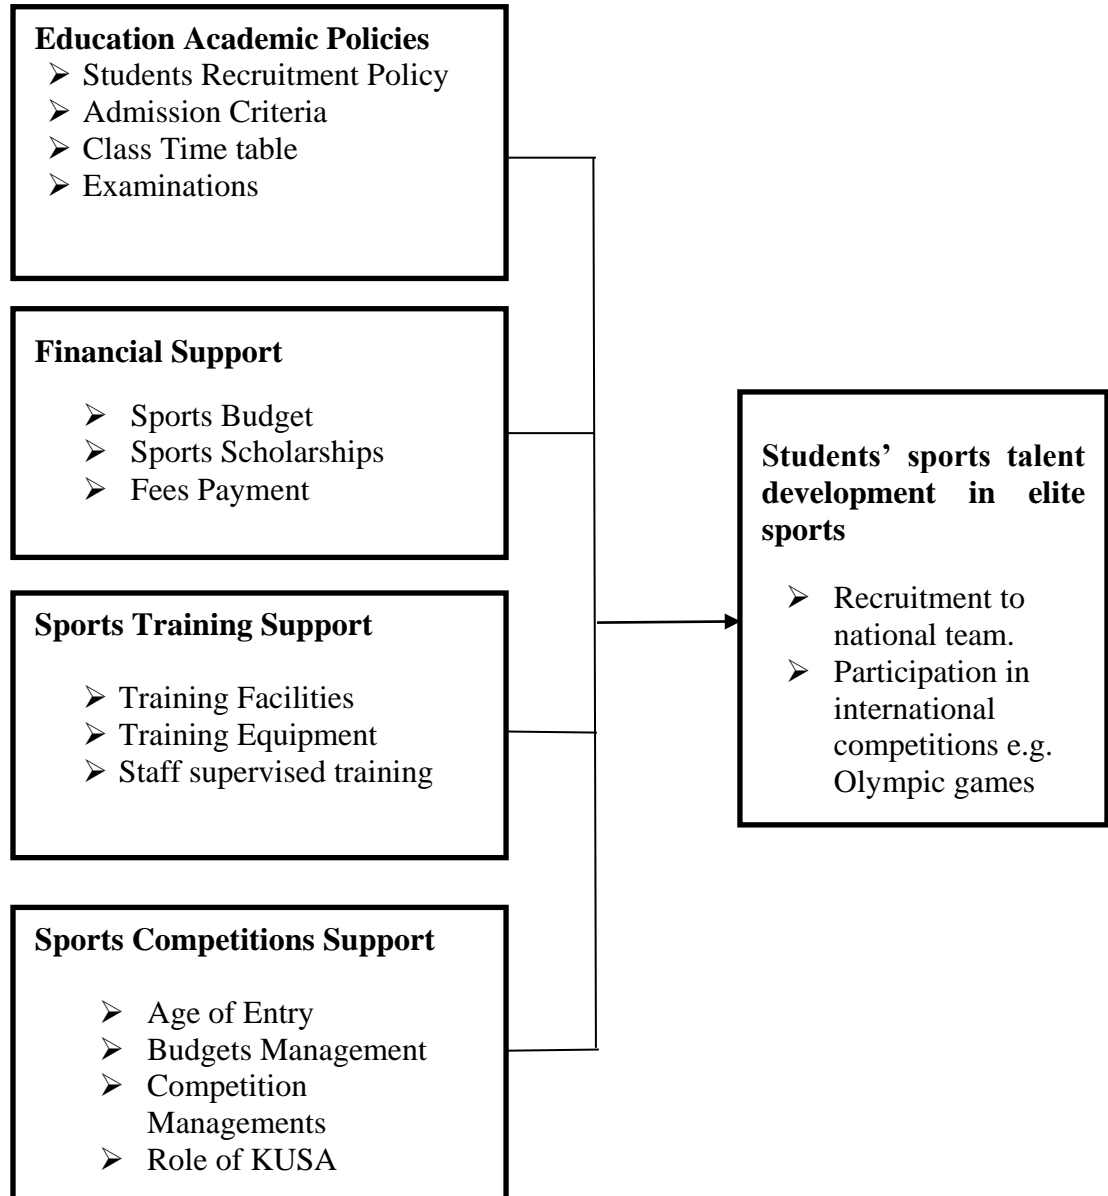 Education Academic Policies
➢ Students Recruitment Policy
➢ Admission Criteria
➢ Class Time table
➢ Examinations
Financial Support
➢ Sports Budget
➢ Sports Scholarships
➢ Fees Payment
Sports Training Support
➢ Training Facilities
➢ Training Equipment
➢ Staff supervised training
Sports Competitions Support
➢ Age of Entry
➢ Budgets Management
➢ Competition
Managements
➢ Role of KUSA
Students’ sports talent
development in elite
sports
➢ Recruitment to
national team.
➢ Participation in
international
competitions e.g.
Olympic games